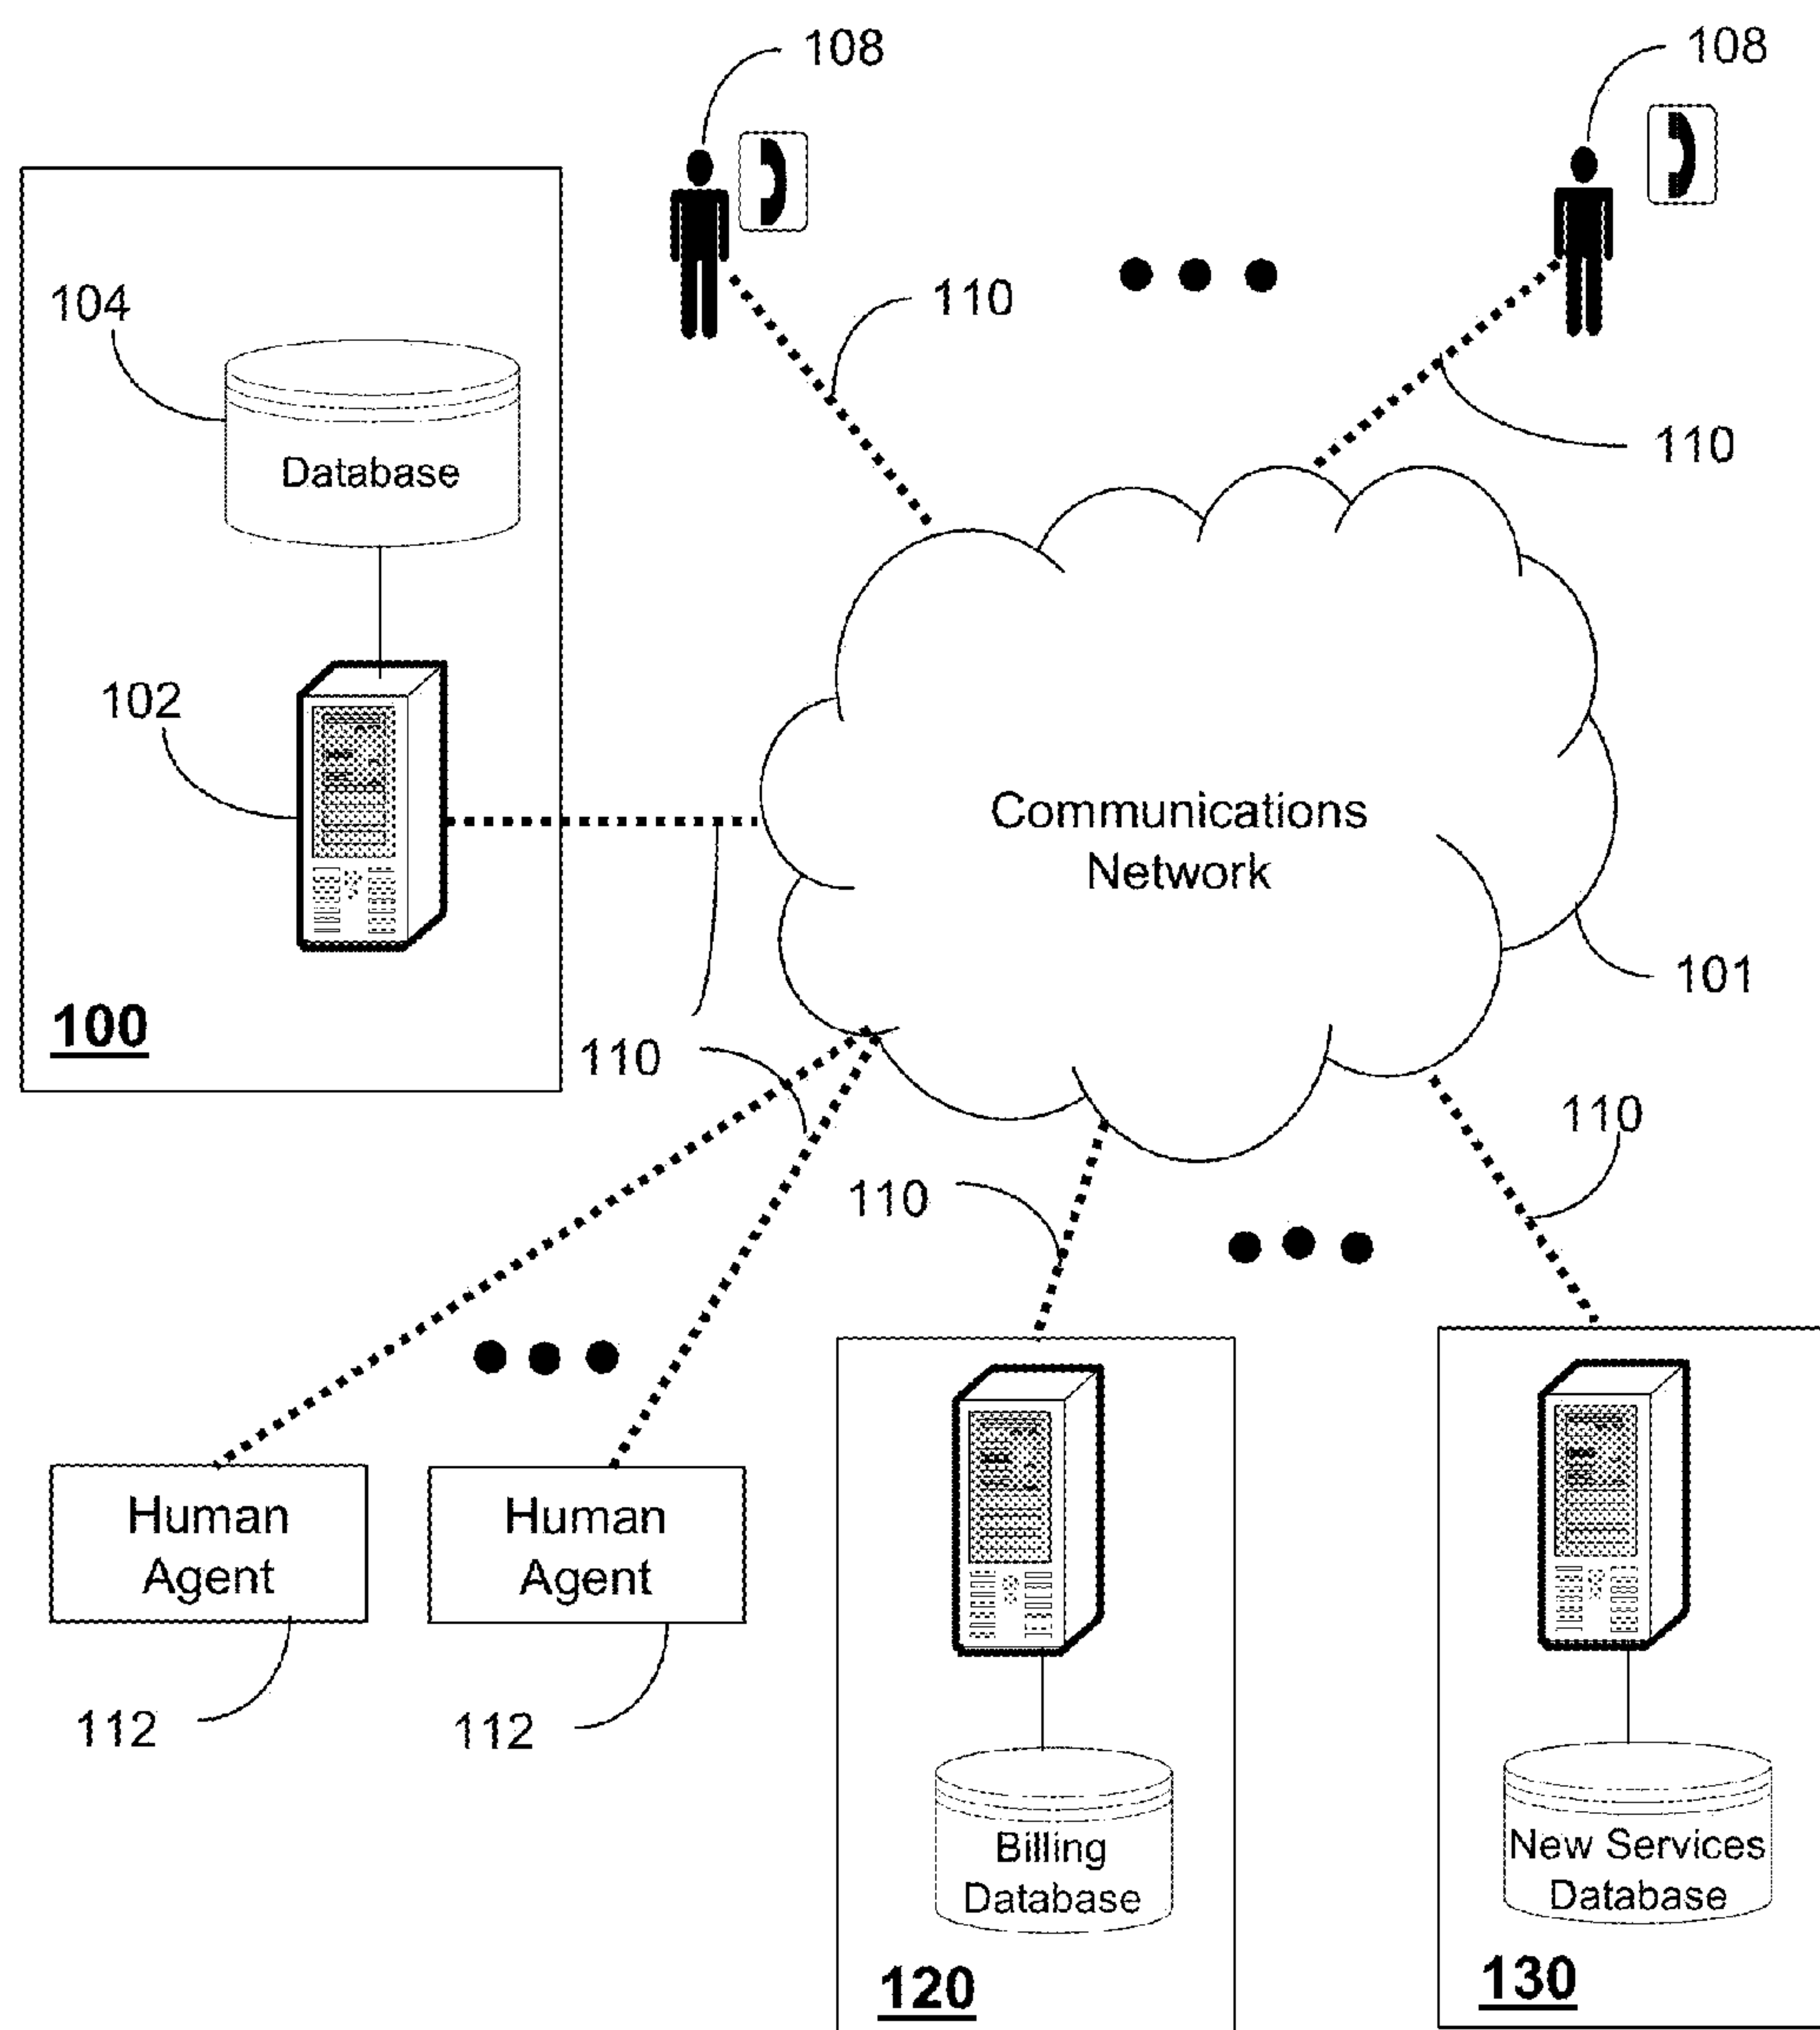 108
108
104
110
110
Database
102
Communications
Network
101
100
110
110
110
Human
Agent
Human
Agent
112
112
Billing
Database
New Services
Database
120
130